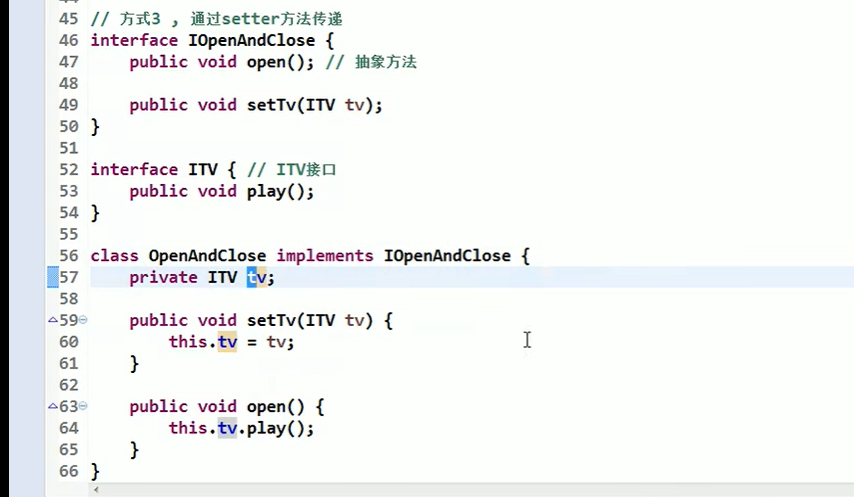 45 // 方式3 , 通过setter方法传递
46 interface IOpenAndClose {
47     public void open(); // 抽象方法
48
49     public void setTv(ITV tv);
50 }
51
52 interface ITV { // ITV接口
53     public void play();
54 }
55
56 class OpenAndClose implements IOpenAndClose {
57     private ITV tv;
58
59     public void setTv(ITV tv) {
60         this.tv = tv;
61     }
62
63     public void open() {
64         this.tv.play();
65     }
66 }